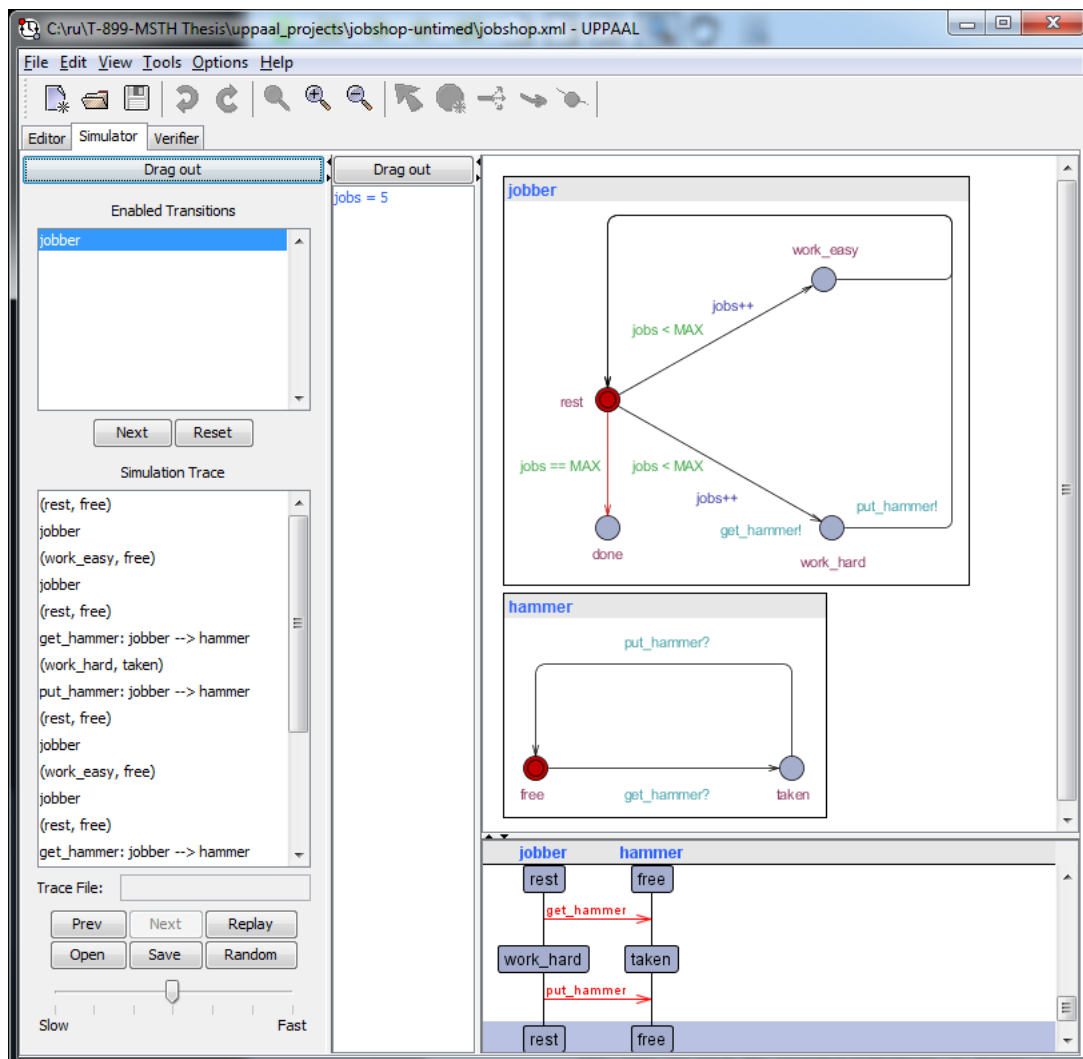 C:\ru\T-899-MSTH Thesis\uppaal_projects\jobshop-untimed\jobshop.xml - UPPAAL
File Edit View Tools Options Help
Editor Simulator Verifier
Drag out
Enabled Transitions
jobber
Next Reset
Simulation Trace
(rest, free)
jobber
(work_easy, free)
jobber
(rest, free)
get_hammer: jobber --> hammer
(work_hard, taken)
put_hammer: jobber --> hammer
(rest, free)
jobber
(work_easy, free)
jobber
(rest, free)
get_hammer: jobber --> hammer
Trace File:
Prev Next Replay
Open Save Random
Slow Fast
Drag out
jobs = 5
jobber
work_easy
jobs++
jobs < MAX
rest
jobs == MAX jobs < MAX
jobs++ put_hammer!
get_hammer!
done work_hard
hammer
put_hammer?
free get_hammer? taken
jobber hammer
rest free
get_hammer
work_hard taken
put_hammer
rest free